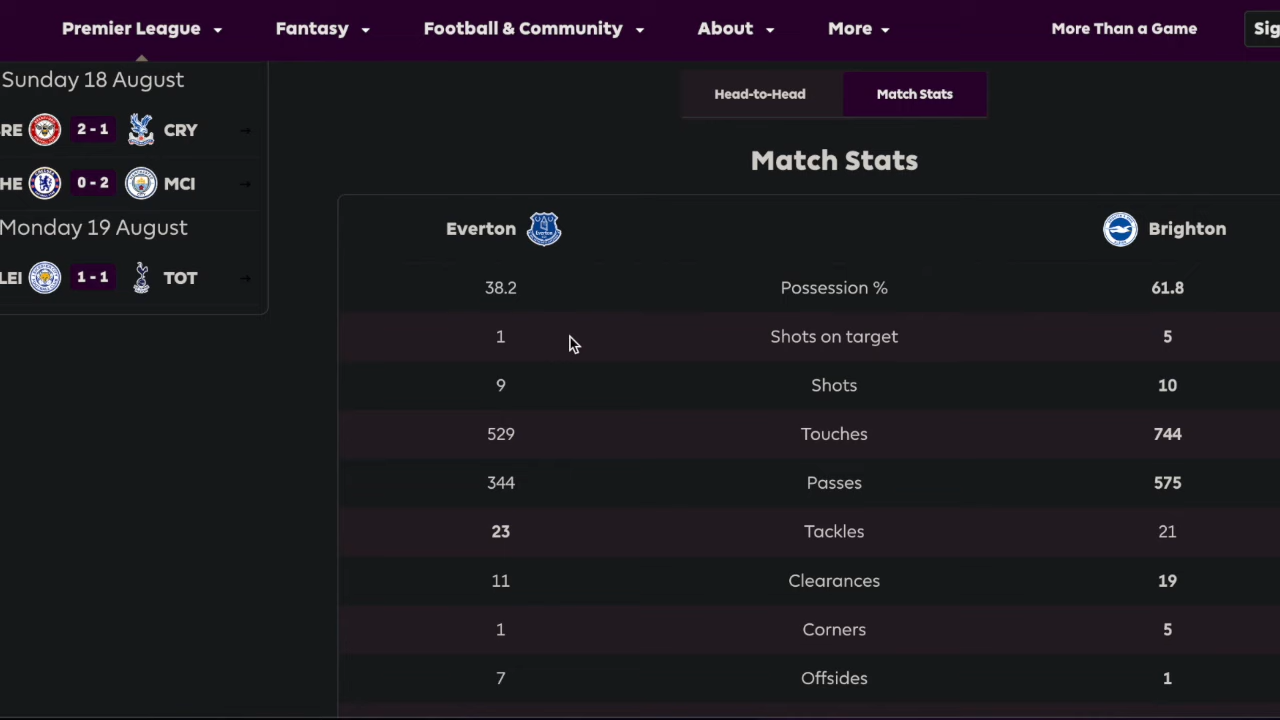 Premier League Fantasy Football & Community About More More Than a Game Sig
Sunday 18 August
RE 2 - 1 CRY
HE 0 - 2 MCI
Monday 19 August
LEI 1 - 1 TOT
Head-to-Head Match Stats
Match Stats
Everton Brighton
38.2 Possession % 61.8
1 Shots on target 5
9 Shots 10
529 Touches 744
344 Passes 575
23 Tackles 21
11 Clearances 19
1 Corners 5
7 Offsides 1